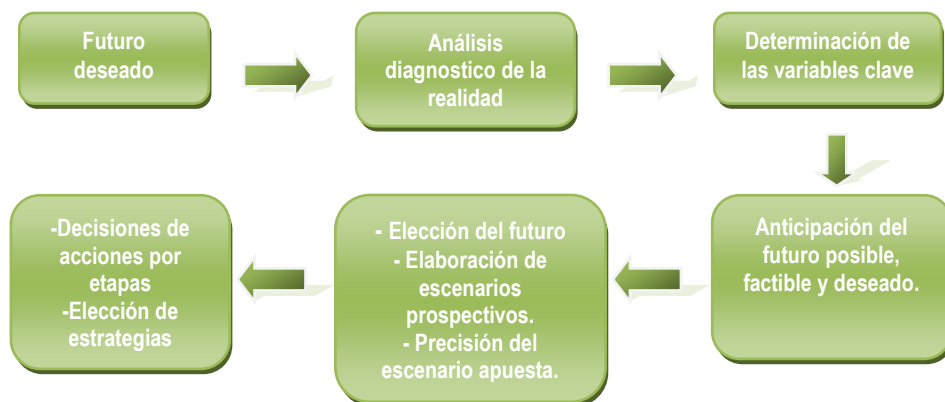 Futuro
deseado
Análisis
diagnostico de la
realidad
Determinación de
las variables clave
Anticipación del
futuro posible,
factible y deseado.
- Elección del futuro
- Elaboración de
escenarios
prospectivos.
- Precisión del
escenario apuesta.
-Decisiones de
acciones por
etapas
-Elección de
estrategias